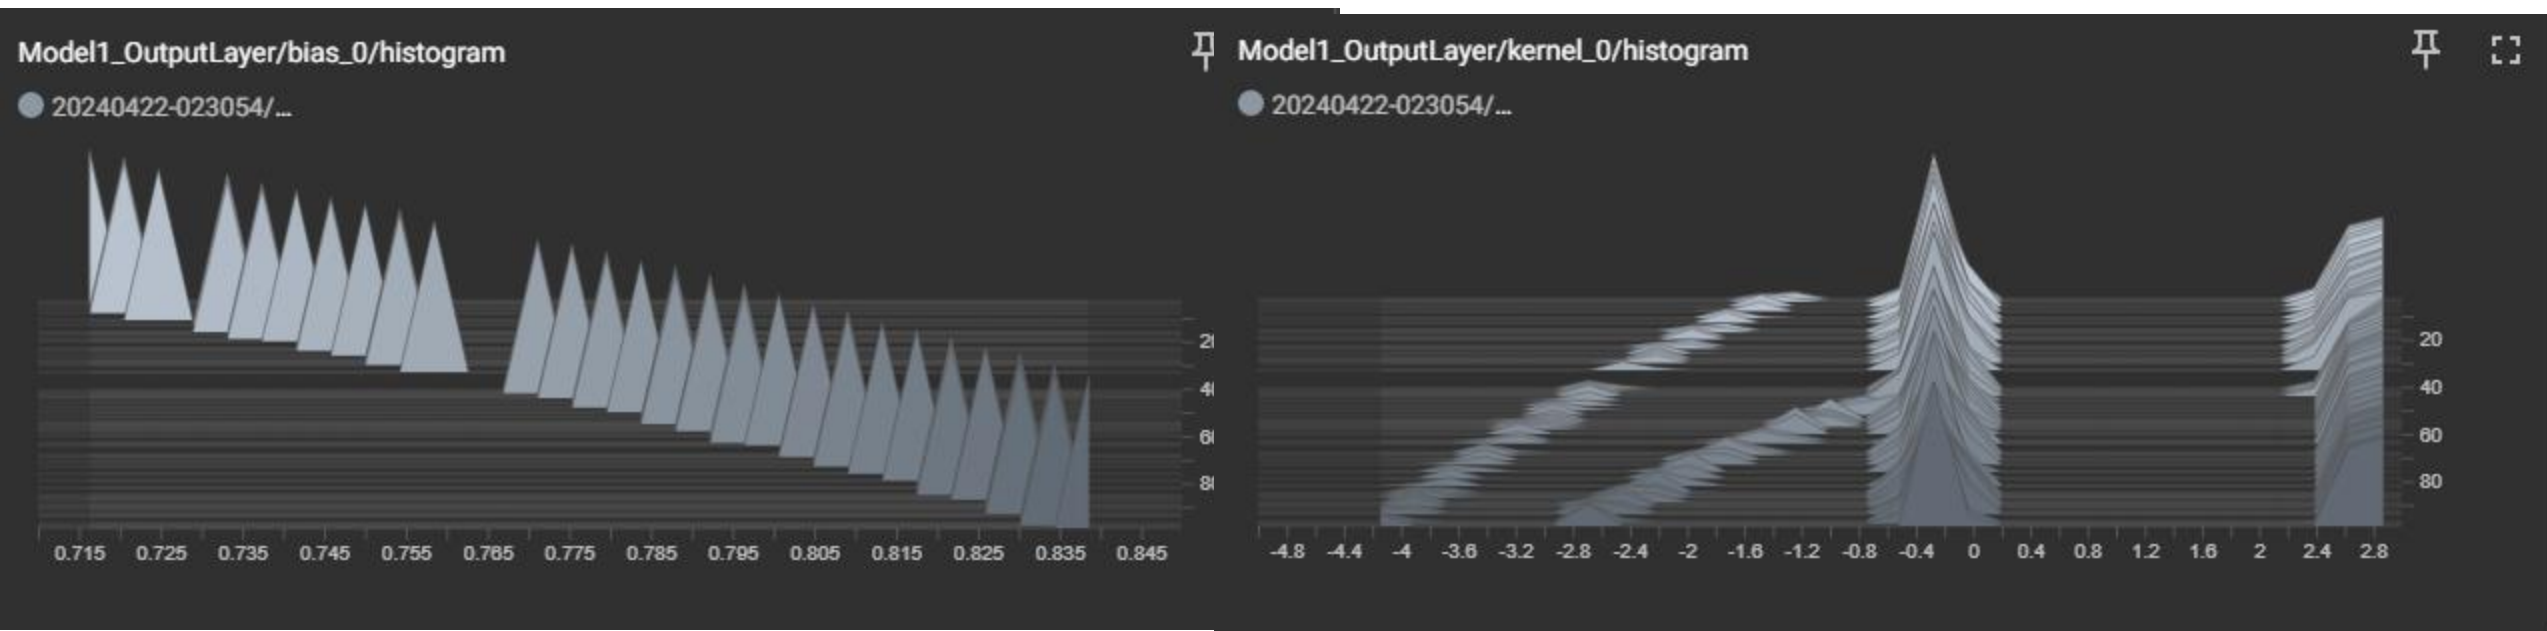 Model1_OutputLayer/bias_0/histogram
20240422-023054/...
0.715 0.725 0.735 0.745 0.755 0.765 0.775 0.785 0.795 0.805 0.815 0.825 0.835 0.845
Model1_OutputLayer/kernel_0/histogram
20240422-023054/...
20
40
60
80
-4.8 -4.4 -4 -3.6 -3.2 -2.8 -2.4 -2 -1.6 -1.2 -0.8 -0.4 0 0.4 0.8 1.2 1.6 2 2.4 2.8